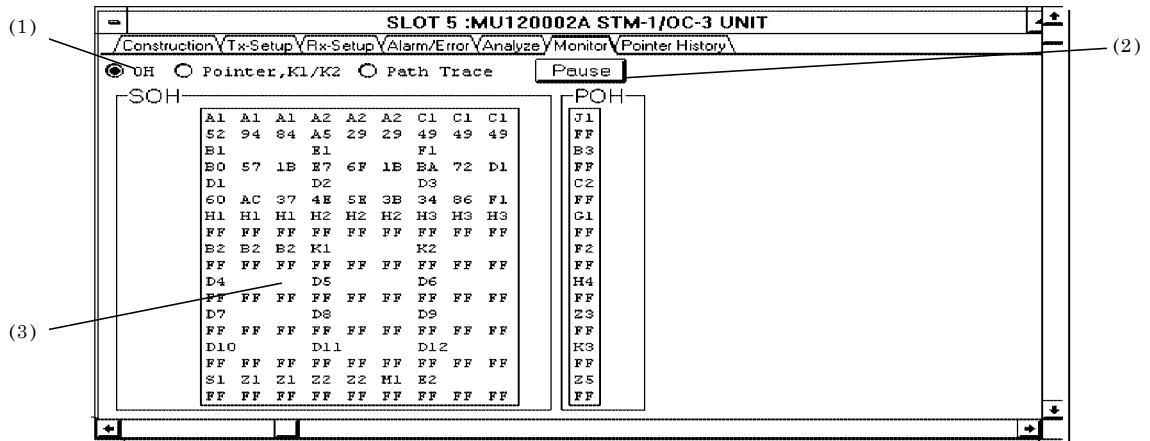 SLOT 5 :MU120002A STM-1/OC-3 UNIT
(1)
Construction Tx-Setup Rx-Setup Alarm/Error Analyze Monitor Pointer History
(2)
OH Pointer,K1/K2 Path Trace Pause
SOH POH
A1 A1 A1 A2 A2 A2 C1 C1 C1 J1
52 94 84 A5 29 29 49 49 49 FF
B1 E1 F1 B3
B0 57 1B E7 6F 1B BA 72 D1 FF
D1 D2 D3 C2
60 AC 37 4E 5E 3B 34 86 F1 FF
H1 H1 H1 H2 H2 H2 H3 H3 H3 G1
FF FF FF FF FF FF FF FF FF FF
B2 B2 B2 K1 K2 F2
FF FF FF FF FF FF FF FF FF FF
D4 D5 D6 H4
FF FF FF FF FF FF FF FF FF FF
D7 D8 D9 Z3
(3)
FF FF FF FF FF FF FF FF FF FF
D10 D11 D12 K3
FF FF FF FF FF FF FF FF FF FF
S1 Z1 Z1 Z2 Z2 M1 E2 Z5
FF FF FF FF FF FF FF FF FF FF